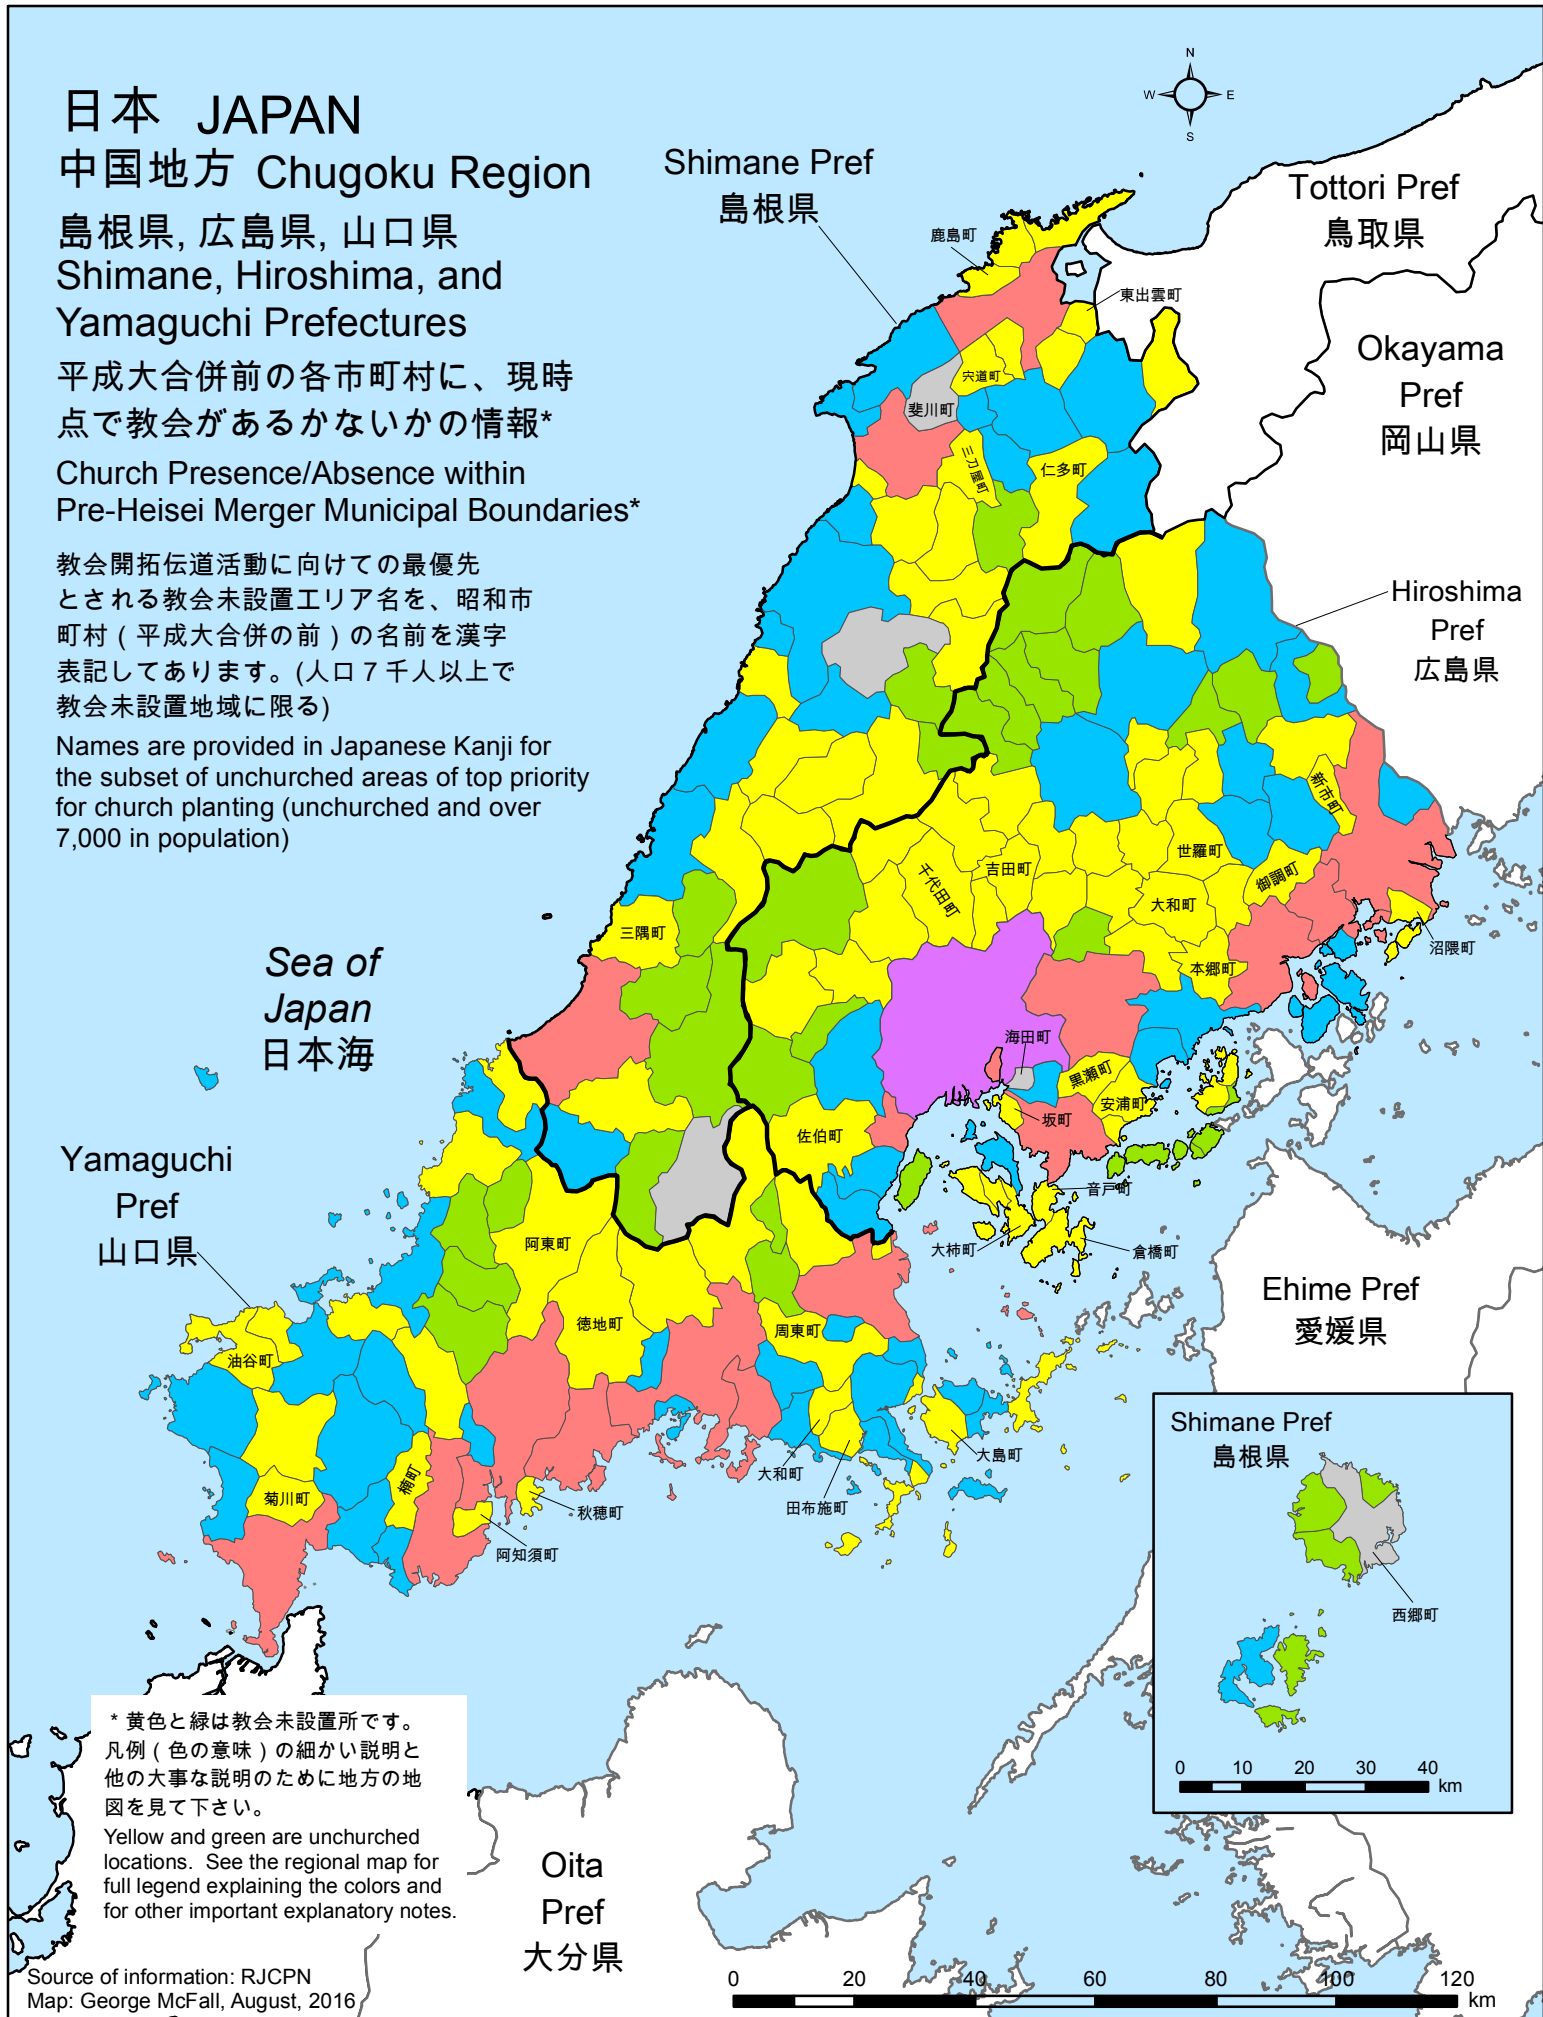 日本 JAPAN
中国地方 Chugoku Region
島根県, 広島県, 山口県
Shimane, Hiroshima, and
Yamaguchi Prefectures
平成大合併前の各市町村に、現時
点で教会があるかないかの情報*
Church Presence/Absence within
Pre-Heisei Merger Municipal Boundaries*
教会開拓伝道活動に向けての最優先
とされる教会未設置エリア名を、昭和市
町村 ( 平成大合併の前 ) の名前を漢字
表記してあります。(人口７千人以上で
教会未設置地域に限る)
Names are provided in Japanese Kanji for
the subset of unchurched areas of top priority
for church planting (unchurched and over
7,000 in population)
N
W
E
S
Shimane Pref
島根県
Tottori Pref
鳥取県
Okayama
Pref
岡山県
Hiroshima
Pref
広島県
Sea of
Japan
日本海
Yamaguchi
Pref
山口県
Ehime Pref
愛媛県
Oita
Pref
大分県
鹿島町
東出雲町
宍道町
斐川町
三刀屋町
仁多町
新市町
世羅町
御調町
千代田町
吉田町
大和町
三隅町
沼隈町
本郷町
海田町
黒瀬町
安浦町
坂町
佐伯町
音戸町
大柿町
倉橋町
阿東町
徳地町
周東町
油谷町
大島町
大和町
田布施町
菊川町
楠町
秋穂町
阿知須町
Shimane Pref
島根県
西郷町
0 10 20 30 40
km
* 黄色と緑は教会未設置所です。
凡例 ( 色の意味 ) の細かい説明と
他の大事な説明のために地方の地
図を見て下さい。
Yellow and green are unchurched
locations. See the regional map for
full legend explaining the colors and
for other important explanatory notes.
Source of information: RJCPN
Map: George McFall, August, 2016
0 20 40 60 80 100 120
km